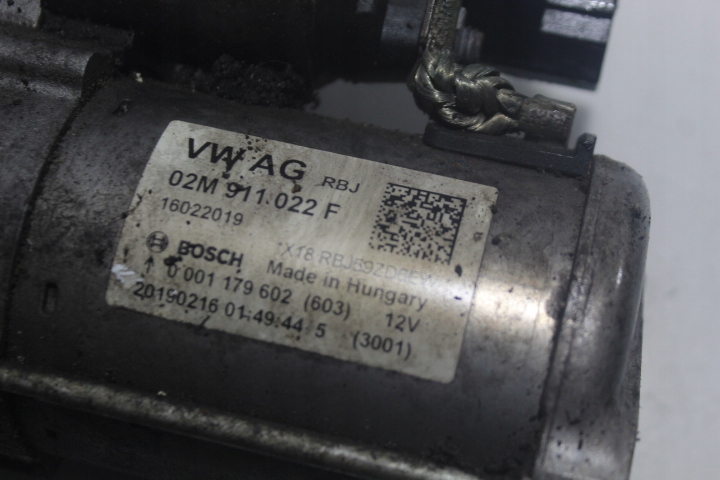 VW AG RBJ
02M 911 022 F
16022019
BOSCH
Made in Hungary
0 001 179 602 (603) 12V
20190216 01:49:44 5 (3001)